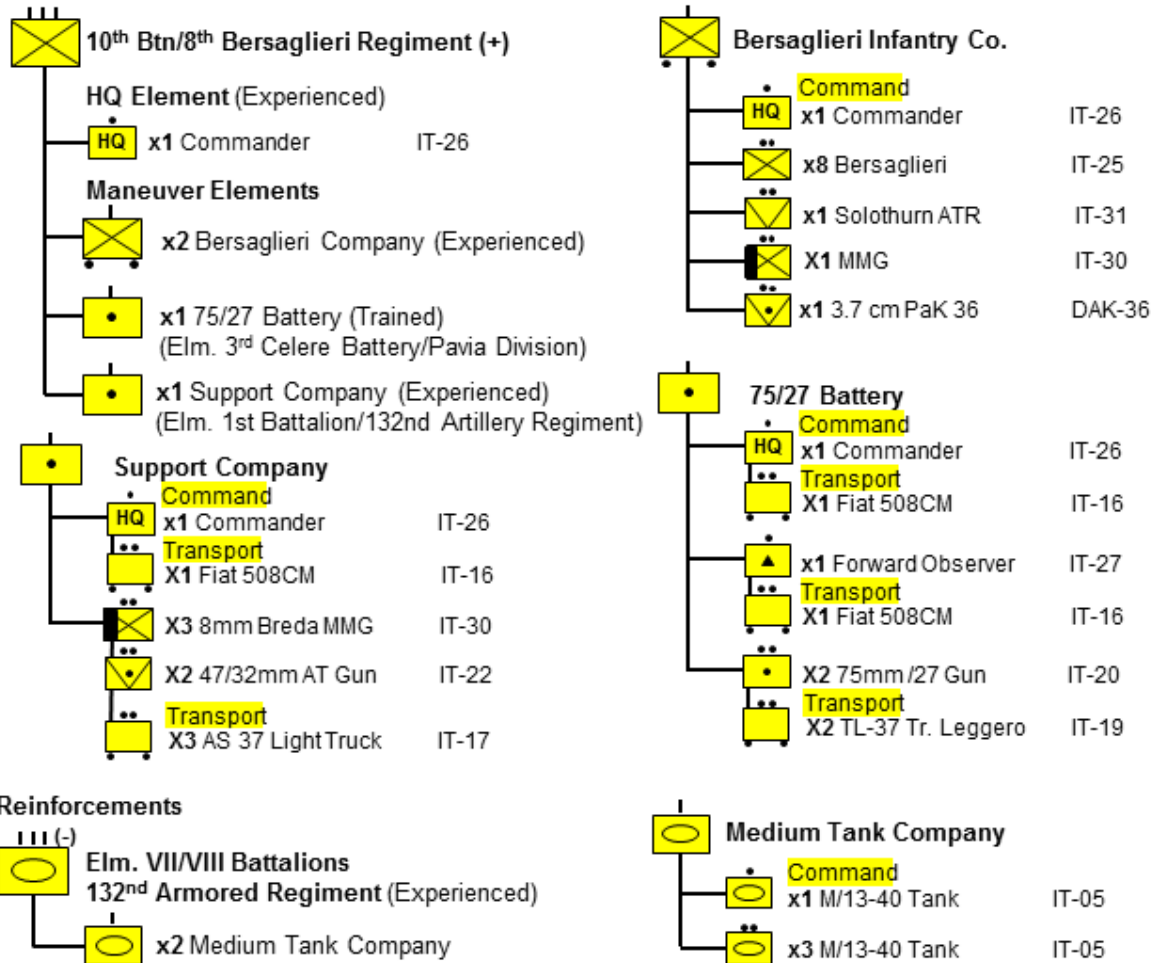 10th Btn/8th Bersaglieri Regiment (+)
HQ Element (Experienced)
HQ x1 Commander IT-26
Maneuver Elements
x2 Bersaglieri Company (Experienced)
x1 75/27 Battery (Trained)
(Elm. 3rd Celere Battery/Pavia Division)
x1 Support Company (Experienced)
(Elm. 1st Battalion/132nd Artillery Regiment)
Support Company
Command
HQ x1 Commander IT-26
Transport
X1 Fiat 508CM IT-16
X3 8mm Breda MMG IT-30
X2 47/32mm AT Gun IT-22
Transport
X3 AS 37 Light Truck IT-17
Bersaglieri Infantry Co.
Command
HQ x1 Commander IT-26
x8 Bersaglieri IT-25
x1 Solothurn ATR IT-31
X1 MMG IT-30
x1 3.7 cm PaK 36 DAK-36
75/27 Battery
Command
HQ x1 Commander IT-26
Transport
X1 Fiat 508CM IT-16
x1 Forward Observer IT-27
Transport
X1 Fiat 508CM IT-16
X2 75mm /27 Gun IT-20
Transport
X2 TL-37 Tr. Leggero IT-19
Reinforcements
(-)
Elm. VII/VIII Battalions
132nd Armored Regiment (Experienced)
x2 Medium Tank Company
Medium Tank Company
Command
x1 M/13-40 Tank IT-05
x3 M/13-40 Tank IT-05